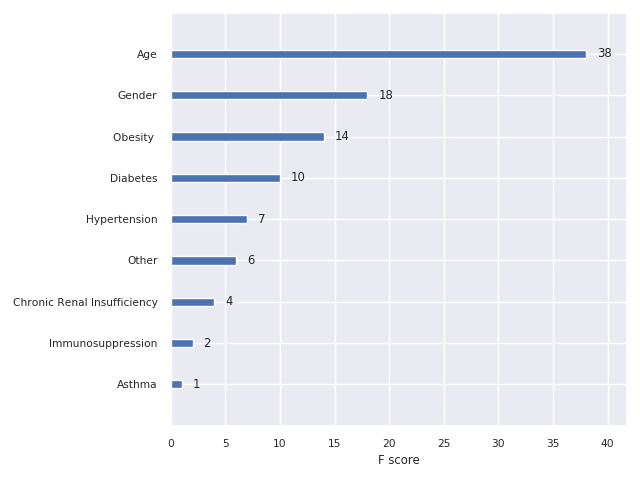 Age 38
Gender 18
Obesity 14
Diabetes 10
Hypertension 7
Other 6
Chronic Renal Insufficiency 4
Immunosuppression 2
Asthma 1
0 5 10 15 20 25 30 35 40
F score